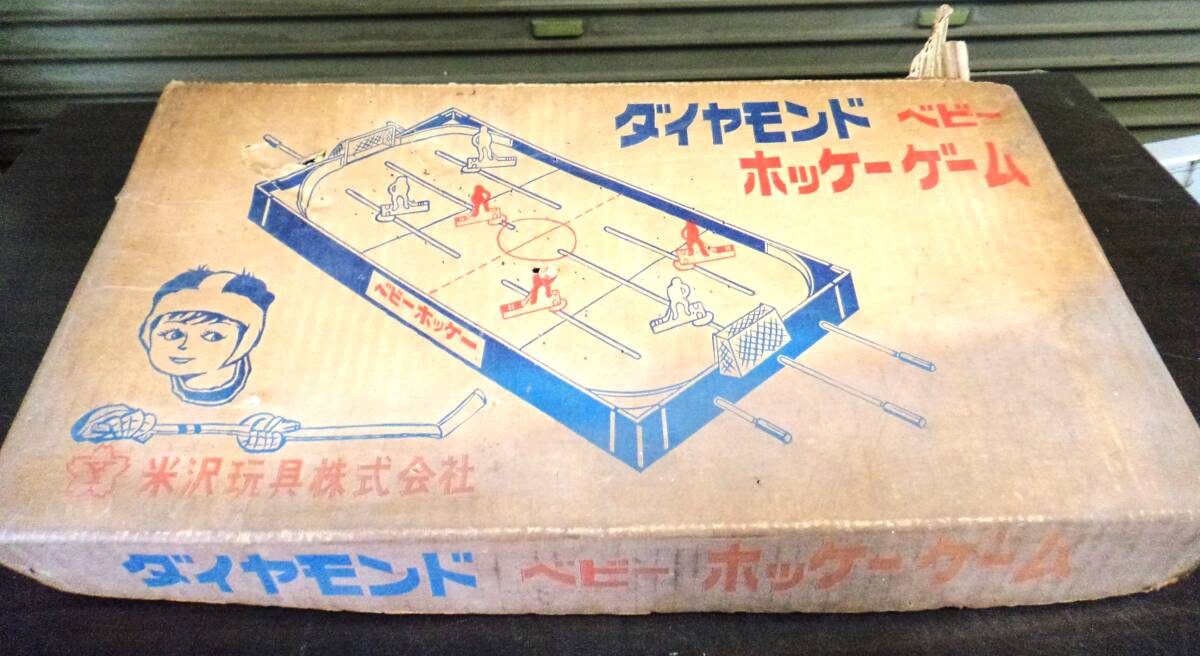 ダイヤモンド ベビー
ホッケーゲーム
ベビーホッケー
米沢玩具株式会社
ダイヤモンド ベビー ホッケーゲーム